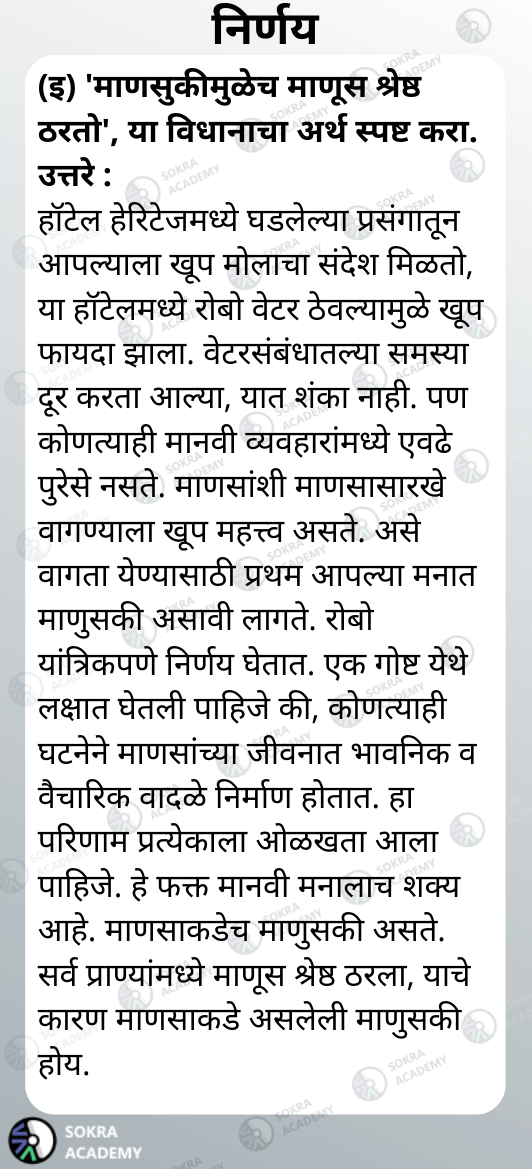 निर्णय
(इ) 'माणसुकीमुळेच माणूस श्रेष्ठ
ठरतो', या विधानाचा अर्थ स्पष्ट करा.
उत्तरे :
हॉटेल हेरिटेजमध्ये घडलेल्या प्रसंगातून
आपल्याला खूप मोलाचा संदेश मिळतो,
या हॉटेलमध्ये रोबो वेटर ठेवल्यामुळे खूप
फायदा झाला. वेटरसंबंधातल्या समस्या
दूर करता आल्या, यात शंका नाही. पण
कोणत्याही मानवी व्यवहारांमध्ये एवढे
पुरेसे नसते. माणसांशी माणसासारखे
वागण्याला खूप महत्त्व असते. असे
वागता येण्यासाठी प्रथम आपल्या मनात
माणुसकी असावी लागते. रोबो
यांत्रिकपणे निर्णय घेतात. एक गोष्ट येथे
लक्षात घेतली पाहिजे की, कोणत्याही
घटनेने माणसांच्या जीवनात भावनिक व
वैचारिक वादळे निर्माण होतात. हा
परिणाम प्रत्येकाला ओळखता आला
पाहिजे. हे फक्त मानवी मनालाच शक्य
आहे. माणसाकडेच माणुसकी असते.
सर्व प्राण्यांमध्ये माणूस श्रेष्ठ ठरला, याचे
कारण माणसाकडे असलेली माणुसकी
होय.
SOKRA
ACADEMY